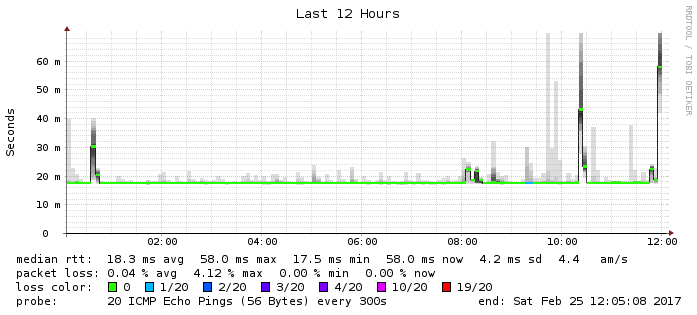 Last 12 Hours
RRDTOOL / TOBI OETIKER
Seconds
60 m
50 m
40 m
30 m
20 m
10 m
0
02:00 04:00 06:00 08:00 10:00 12:00
median rtt: 18.3 ms avg 58.0 ms max 17.5 ms min 58.0 ms now 4.2 ms sd 4.4 am/s
packet loss: 0.04 % avg 4.12 % max 0.00 % min 0.00 % now
loss color: 0 1/20 2/20 3/20 4/20 10/20 19/20
probe: 20 ICMP Echo Pings (56 Bytes) every 300s end: Sat Feb 25 12:05:08 2017